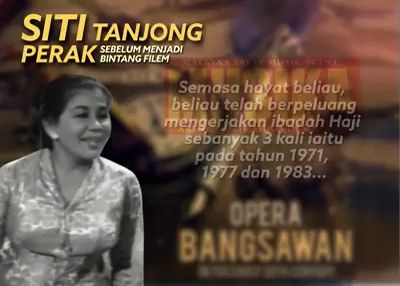 SITI TANJONG
PERAK SEBELUM MENJADI
BINTANG FILEM
Semasa hayat beliau,
beliau telah berpeluang
mengerjakan ibadah Haji
sebanyak 3 kali iaitu
pada tahun 1971,
1977 dan 1983...
OPERA
BANGSAWAN